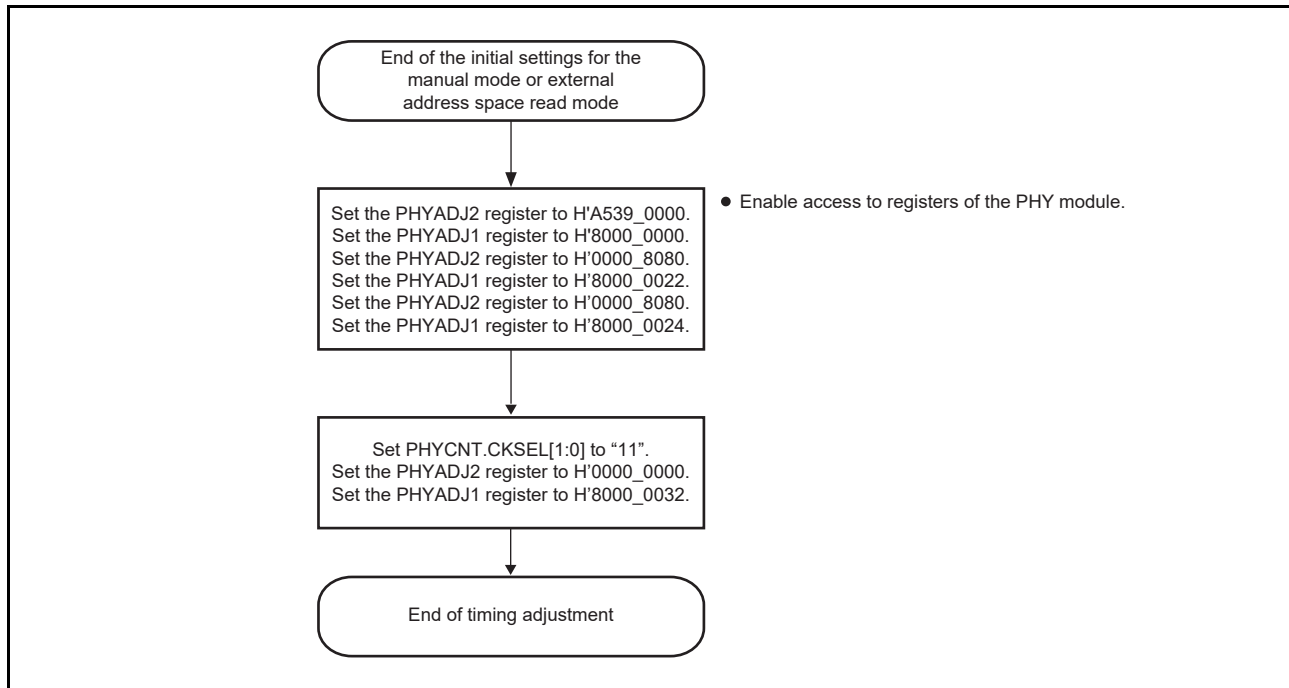 End of the initial settings for the
manual mode or external
address space read mode
Set the PHYADJ2 register to H'A539_0000.
Set the PHYADJ1 register to H'8000_0000.
Set the PHYADJ2 register to H’0000_8080.
Set the PHYADJ1 register to H’8000_0022.
Set the PHYADJ2 register to H’0000_8080.
Set the PHYADJ1 register to H’8000_0024.
● Enable access to registers of the PHY module.
Set PHYCNT.CKSEL[1:0] to “11”.
Set the PHYADJ2 register to H’0000_0000.
Set the PHYADJ1 register to H’8000_0032.
End of timing adjustment